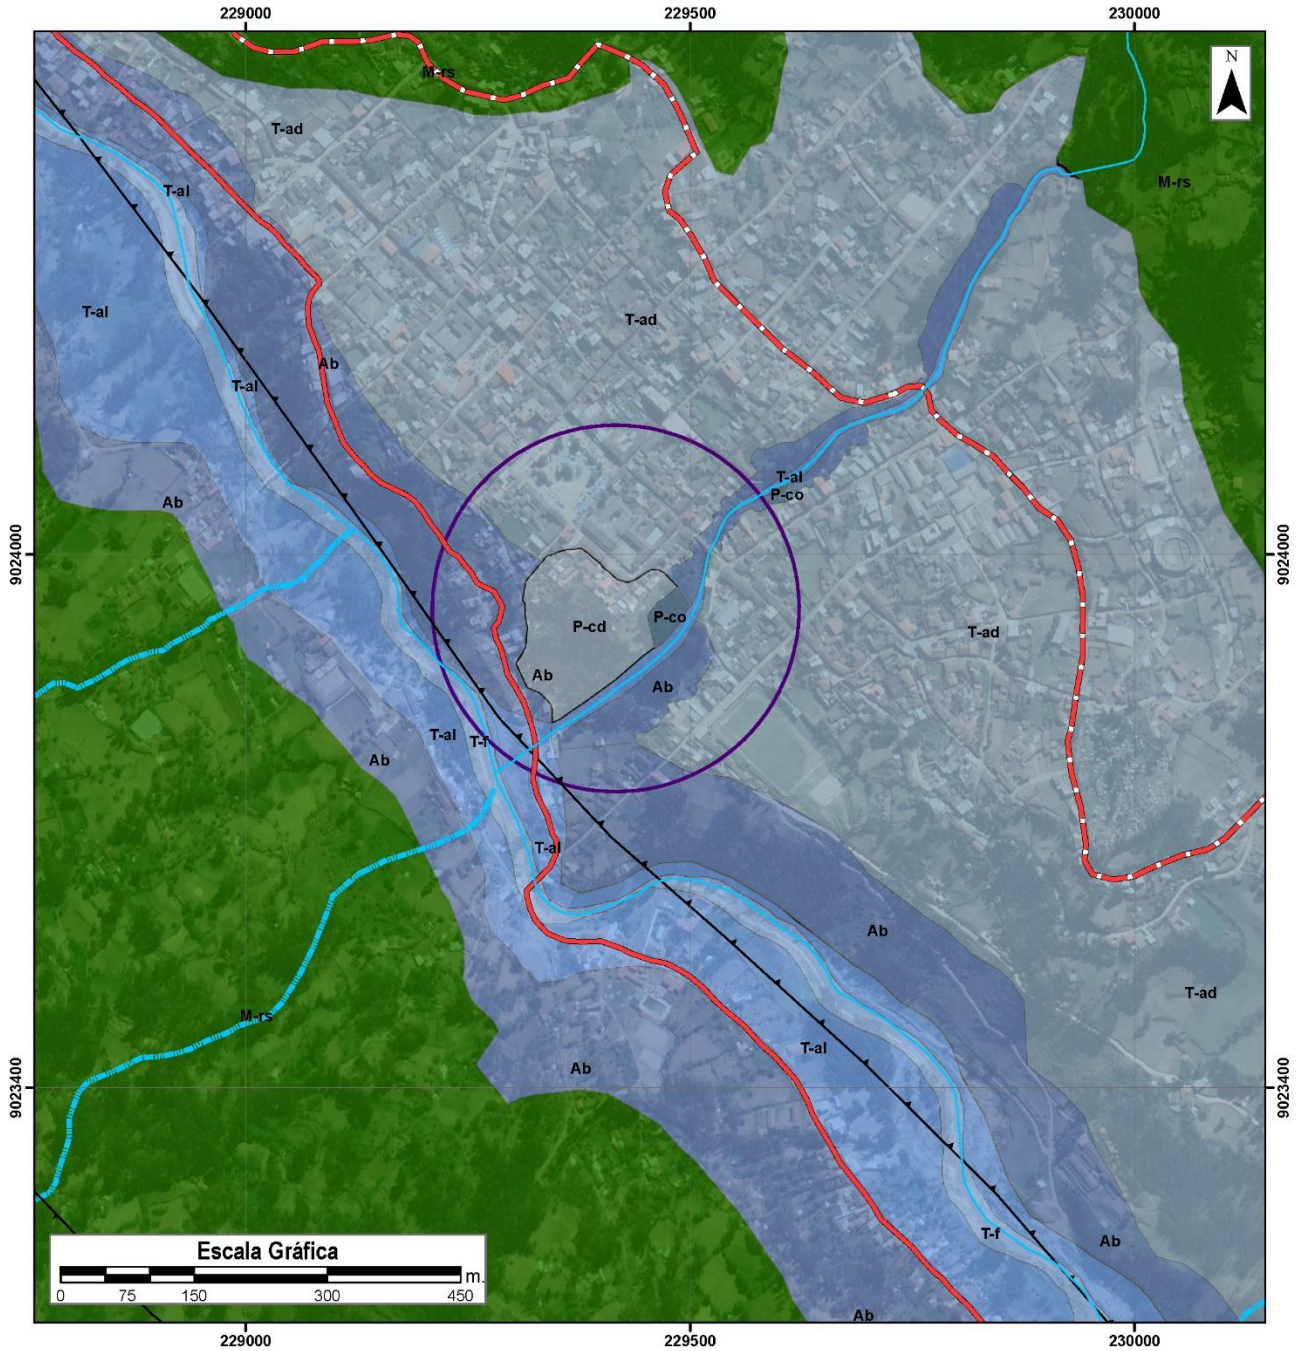 229000
229500
230000
N
M-rs
T-ad
M-rs
T-al
T-al
T-ad
Ab
T-al
T-al
P-co
Ab
9024000
9024000
P-co
P-cd
T-ad
Ab
Ab
T-al
T-f
Ab
T-al
Ab
T-ad
M-rs
T-al
Ab
9023400
9023400
T-f
Ab
Escala Gráfica
m.
0 75 150 300 450
Ab
229000
229500
230000